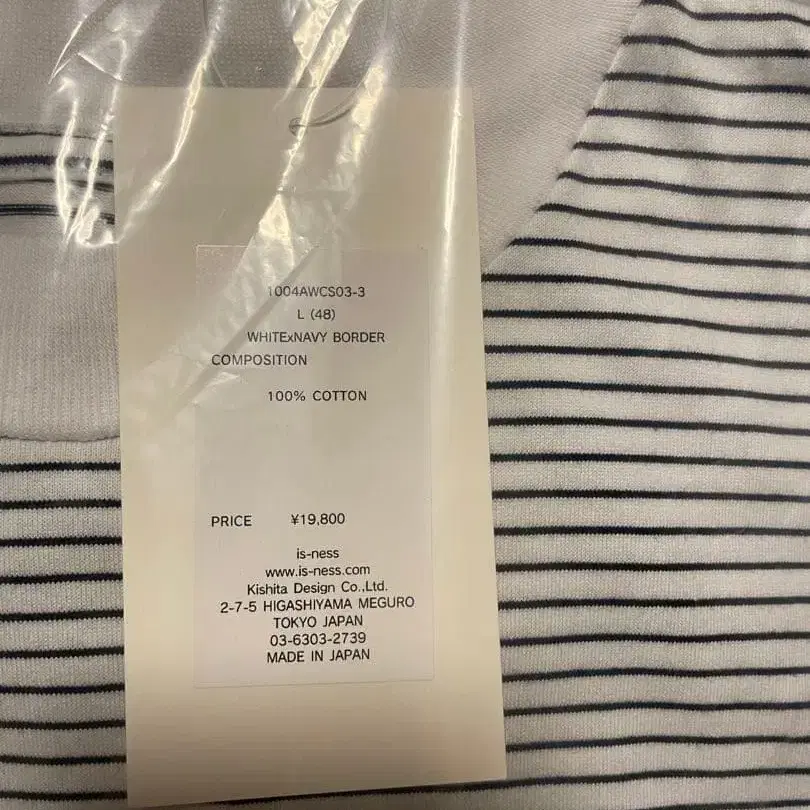 1004AWCS03-3
L (48)
WHITExNAVY BORDER
COMPOSITION
100% COTTON
PRICE ¥19,800
is-ness
www.is-ness.com
Kishita Design Co.,Ltd.
2-7-5 HIGASHIYAMA MEGURO
TOKYO JAPAN
03-6303-2739
MADE IN JAPAN